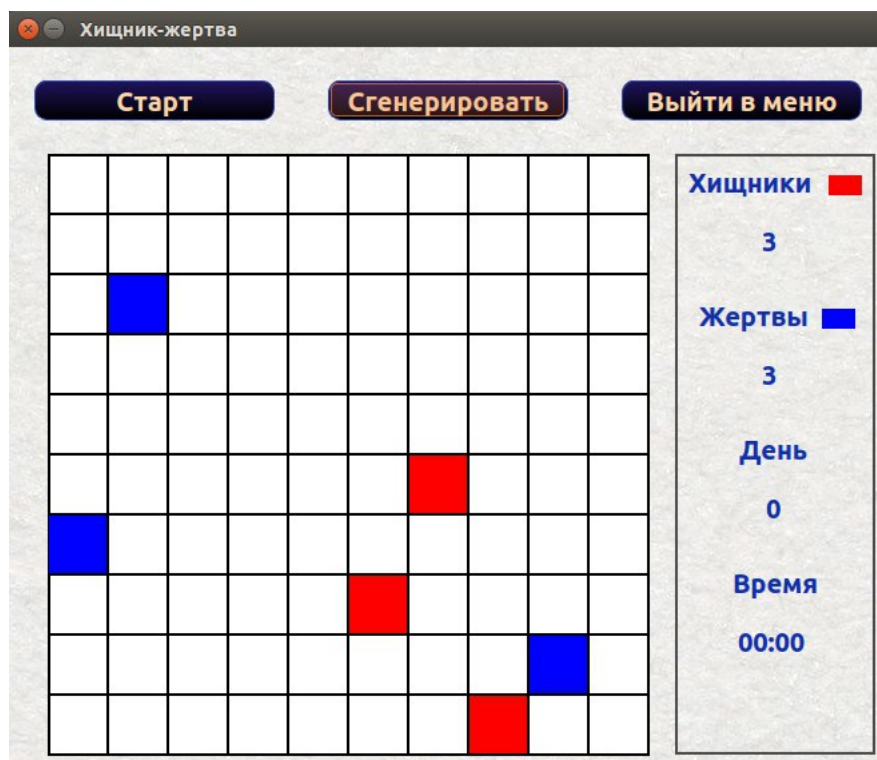 Хищник-жертва
Старт
Сгенерировать
Выйти в меню
Хищники
3
Жертвы
3
День
0
Время
00:00